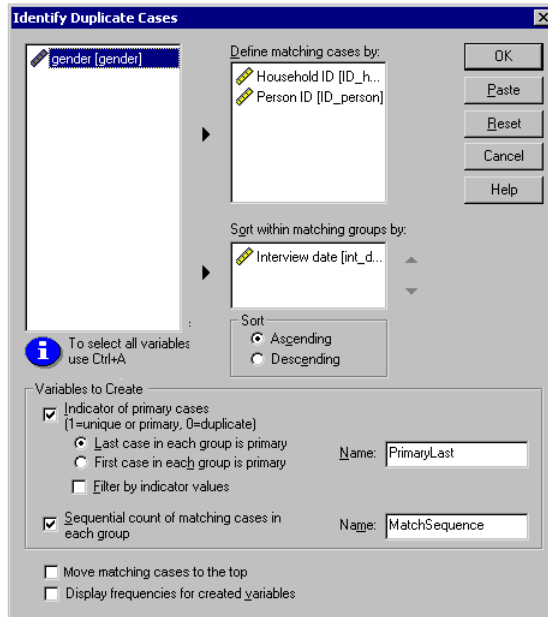 Identify Duplicate Cases
gender [gender]
Define matching cases by:
Household ID [ID_h...
Person ID [ID_person]
OK
Paste
Reset
Cancel
Help
Sort within matching groups by:
Interview date [int_d...
:
To select all variables
use Ctrl+A
Sort
Ascending
Descending
Variables to Create
Indicator of primary cases
(1=unique or primary, 0=duplicate)
Last case in each group is primary
First case in each group is primary
Name: PrimaryLast
Filter by indicator values
Sequential count of matching cases in
each group
Name: MatchSequence
Move matching cases to the top
Display frequencies for created variables